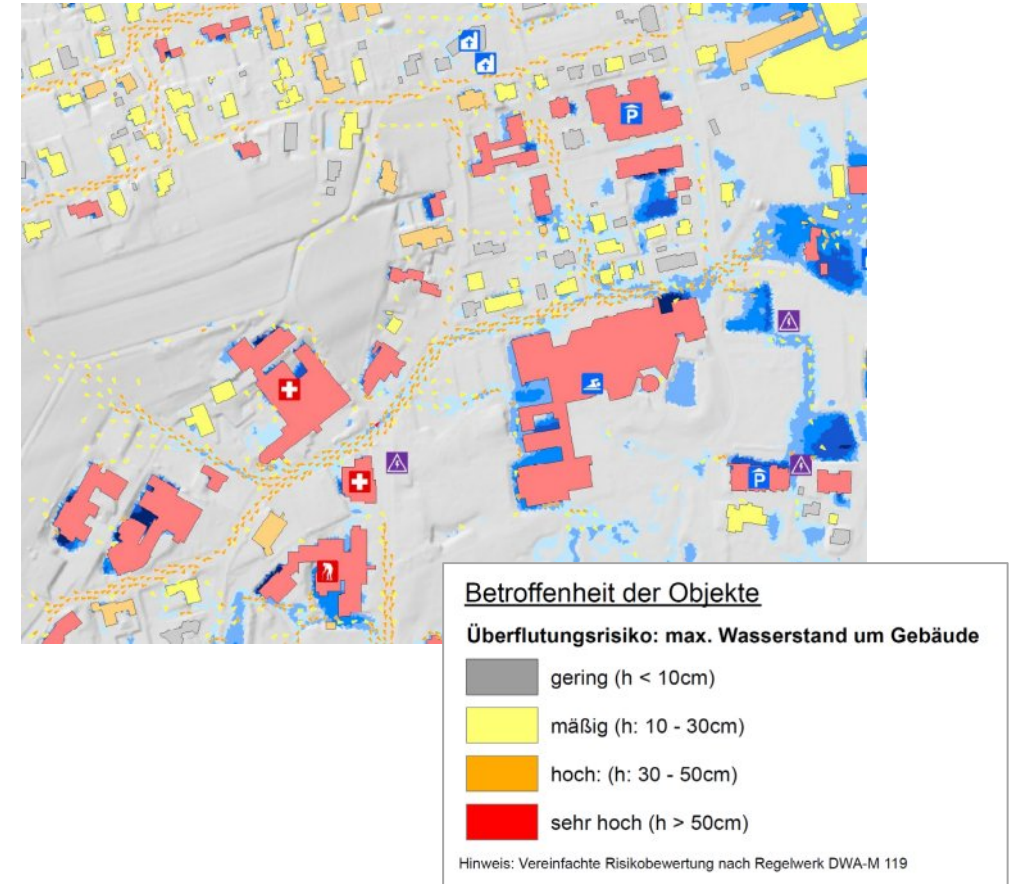 P
P
Betroffenheit der Objekte
Überflutungsrisiko: max. Wasserstand um Gebäude
gering (h < 10cm)
mäßig (h: 10 - 30cm)
hoch: (h: 30 - 50cm)
sehr hoch (h > 50cm)
Hinweis: Vereinfachte Risikobewertung nach Regelwerk DWA-M 119